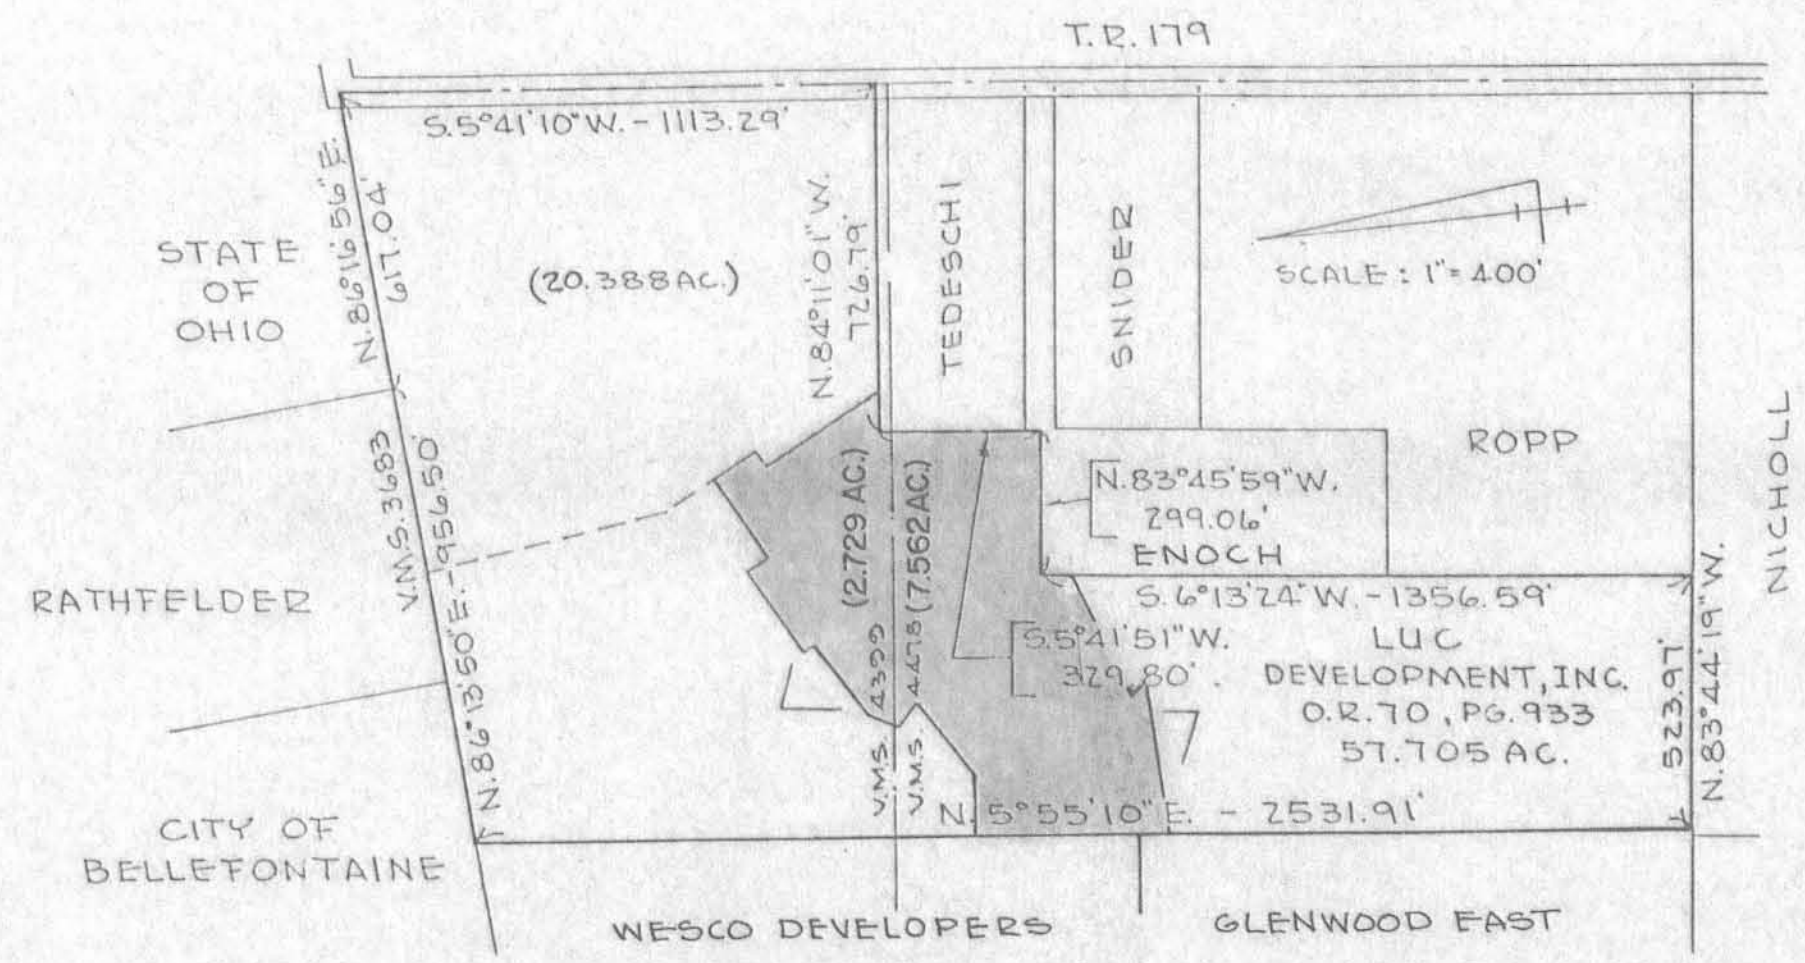 T.R. 179
S.5°41'10"W. - 1113.29'
N.86°16'56"E.
617.04'
STATE
OF
OHIO
(20.388 AC.)
N.84°11'01"W.
726.79'
TEDESCHI
SNIDER
SCALE : 1"= 400'
ROPP
NICHOLL
V.M.S. 3683
N.86°13'50"E. - 956.50'
RATHFELDER
(2.729 AC.)
(7.562 AC.)
N.83°45'59"W.
299.06'
ENOCH
S.6°13'24"W. - 1356.59'
S.5°41'51"W.
329.80'
LUC
DEVELOPMENT, INC.
O.R. 70, PG. 933
57.705 AC.
523.97'
N.83°44'19"W.
V.M.S. 4399
V.M.S. 4478
N. 5°55'10"E. - 2531.91'
CITY OF
BELLEFONTAINE
WESCO DEVELOPERS
GLENWOOD EAST